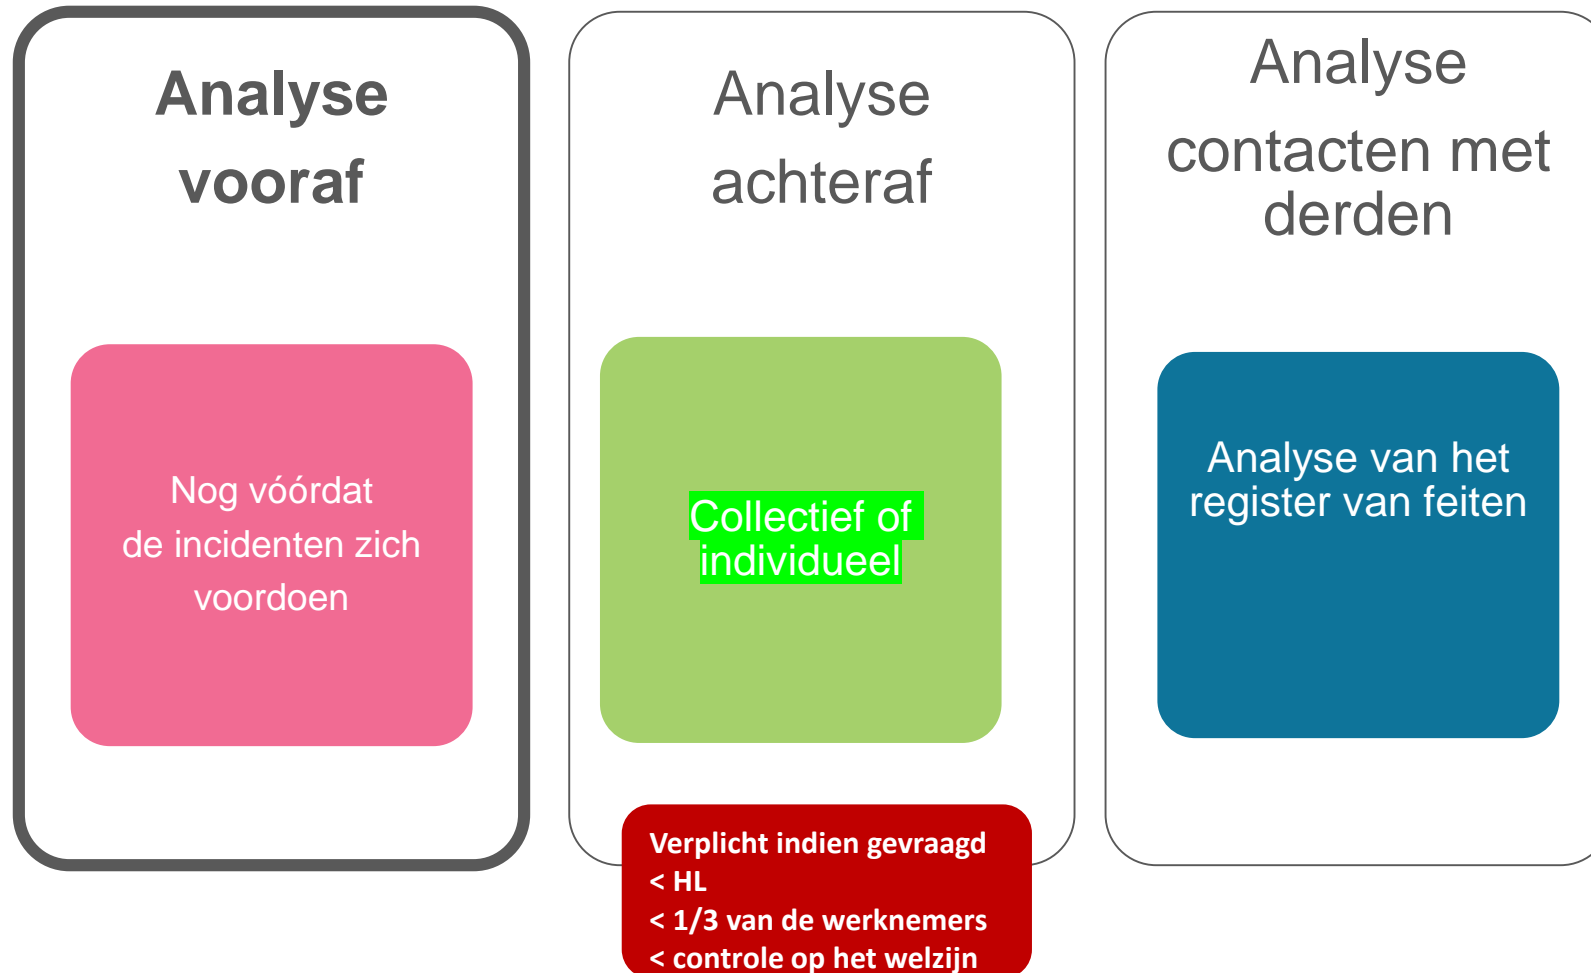 Analyse
vooraf
Nog vóórdat
de incidenten zich
voordoen
Analyse
achteraf
Collectief of
individueel
Verplicht indien gevraagd
< HL
< 1/3 van de werknemers
< controle op het welzijn
Analyse
contacten met
derden
Analyse van het
register van feiten